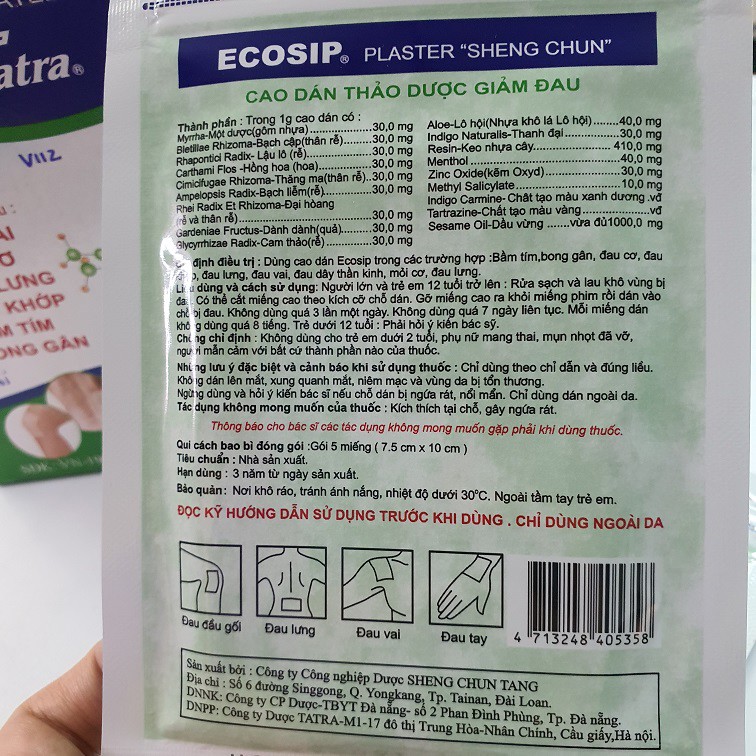 atra®
V112
LƯNG
KHỚP
ECOSIP® PLASTER “SHENG CHUN”
CAO DÁN THẢO DƯỢC GIẢM ĐAU
Thành phần : Trong 1g cao dán có :
Myrrha-Một dược(gôm nhựa)..............30,0 mg
Bletillae Rhizoma-Bạch cập(thân rễ)........30,0 mg
Rhapontici Radix- Lậu lô (rễ)..............30,0 mg
Carthami Flos -Hồng hoa (hoa)..............30,0 mg
Cimicifugae Rhizoma-Thăng ma(thân rễ)..30,0 mg
Ampelopsis Radix-Bạch liễm(rễ)..............30,0 mg
Rhei Radix Et Rhizoma-Đại hoàng
(rễ và thân rễ)..............30,0 mg
Gardeniae Fructus-Dành dành(quả)........30,0 mg
Glycyrrhizae Radix-Cam thảo(rễ)..............30,0 mg
Aloe-Lô hội(Nhựa khô lá Lô hội).......40,0 mg
Indigo Naturalis-Thanh đại..............30,0 mg
Resin-Keo nhựa cây..............410,0 mg
Menthol..............40,0 mg
Zinc Oxide(kẽm Oxyd)..............30,0 mg
Methyl Salicylate..............10,0 mg
Indigo Carmine-Chất tạo màu xanh dương.vđ
Tartrazine-Chất tạo màu vàng..............vđ
Sesame Oil-Dầu vừng.......vừa đủ1000,0 mg
định điều trị : Dùng cao dán Ecosip trong các trường hợp :Bầm tím,bong gân, đau cơ, đau
đau lưng, đau vai, đau dây thần kinh, mỏi cơ, đau lưng.
Liều dùng và cách sử dụng: Người lớn và trẻ em 12 tuổi trở lên : Rửa sạch và lau khô vùng bị
đau. Có thể cắt miếng cao theo kích cỡ chỗ dán. Gỡ miếng cao ra khỏi miếng phim rồi dán vào
chỗ bị đau. Không dùng quá 3 lần một ngày. Không dùng quá 7 ngày liên tục. Mỗi miếng dán
không dùng quá 8 tiếng. Trẻ dưới 12 tuổi : Phải hỏi ý kiến bác sỹ.
Chống chỉ định : Không dùng cho trẻ em dưới 2 tuổi, phụ nữ mang thai, mụn nhọt đã vỡ,
người mẫn cảm với bất cứ thành phần nào của thuốc.
Những lưu ý đặc biệt và cảnh báo khi sử dụng thuốc : Chỉ dùng theo chỉ dẫn và đúng liều.
Không dán lên mắt, xung quanh mắt, niêm mạc và vùng da bị tổn thương.
Ngừng dùng và hỏi ý kiến bác sĩ nếu chỗ dán bị ngứa rát, nổi mẩn. Chỉ dùng dán ngoài da.
Tác dụng không mong muốn của thuốc : Kích thích tại chỗ, gây ngứa rát.
Thông báo cho bác sĩ các tác dụng không mong muốn gặp phải khi dùng thuốc.
Qui cách bao bì đóng gói :Gói 5 miếng ( 7.5 cm x 10 cm )
Tiêu chuẩn : Nhà sản xuất.
Hạn dùng : 3 năm từ ngày sản xuất.
Bảo quản: Nơi khô ráo, tránh ánh nắng, nhiệt độ dưới 30°C. Ngoài tầm tay trẻ em.
ĐỌC KỸ HƯỚNG DẪN SỬ DỤNG TRƯỚC KHI DÙNG . CHỈ DÙNG NGOÀI DA
Đau đầu gối Đau lưng Đau vai Đau tay
4 713248 405358
Sản xuất bởi : Công ty Công nghiệp Dược SHENG CHUN TANG
Địa chỉ : Số 6 đường Singgong, Q. Yongkang, Tp. Tainan, Đài Loan.
DNNK: Công ty CP Dược-TBYT Đà nẵng- số 2 Phan Đình Phùng, Tp. Đà nẵng.
DNPP: Công ty Dược TATRA-M1-17 đô thị Trung Hòa-Nhân Chính, Cầu giấy,Hà nội.